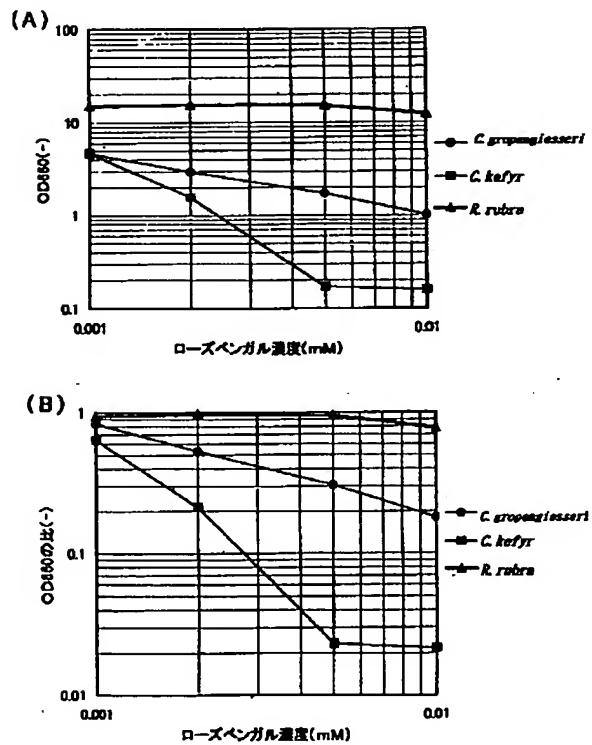 (A)
100
10
1
0.1
OD660(-)
0.001
0.01
ローズベンガル濃度(mM)
C. gropengiesseri
C. kefyr
R. rubra
(B)
1
0.1
0.01
OD660の比(-)
0.001
0.01
ローズベンガル濃度(mM)
C. gropengiesseri
C. kefyr
R. rubra